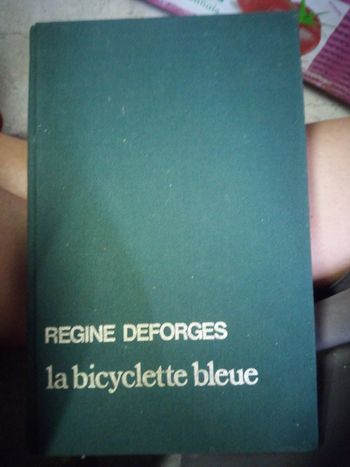 REGINE DEFORGES
la bicyclette bleue